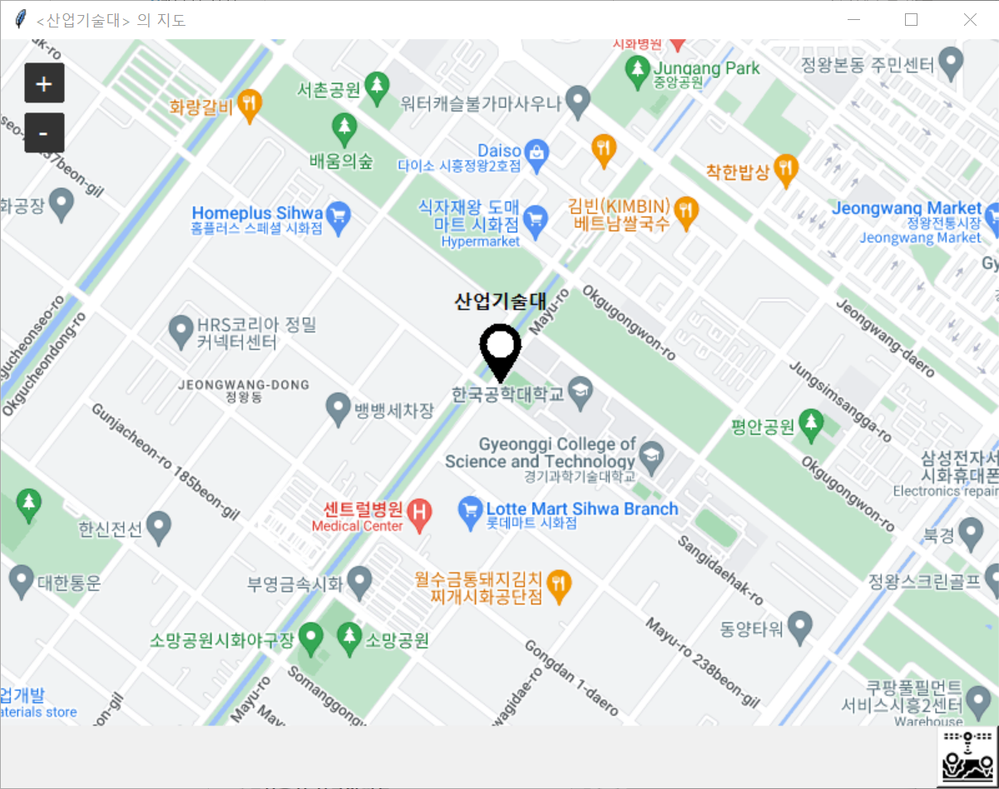 <산업기술대> 의 지도
+
-
시화병원
Jungang Park
중앙공원
정왕본동 주민센터
서촌공원
화랑갈비
워터캐슬불가마사우나
배움의숲
37beon-gil
Daiso
다이소 시흥정왕2호점
착한밥상
화공장
Homeplus Sihwa
홈플러스 스페셜 시화점
식자재왕 도매
마트 시화점
Hypermarket
김빈(KIMBIN)
베트남쌀국수
Jeongwang Market
정왕전통시장
Jeongwang Market
산업기술대
Mayu-ro
Okgugongwon-ro
Jeongwang-daero
gucheonseo-ro
Okgucheondong-ro
HRS코리아 정밀
커넥터센터
JEONGWANG-DONG
정왕동
Jungsimsangga-ro
한국공학대학교
뱅뱅세차장
Gunjacheon-ro 185beon-gil
평안공원
Gyeonggi College of
Science and Technology
경기과학기술대학교
삼성전자서
시화휴대폰
Electronics repair
Okgugongwon-ro
센트럴병원
Medical Center
Lotte Mart Sihwa Branch
롯데마트 시화점
한신전선
북경
Sangidaehak-ro
대한통운
부영금속시화
월수금통돼지김치
찌개시화공단점
정왕스크린골프
동양타워
소망공원시화야구장
소망공원
Mayu-ro 238beon-gil
Gongdan 1-daero
업개발
aterials store
on-gil
Mayu-ro
Somanggong
wagidae-ro
쿠팡풀필먼트
서비스시흥2센터
Warehouse